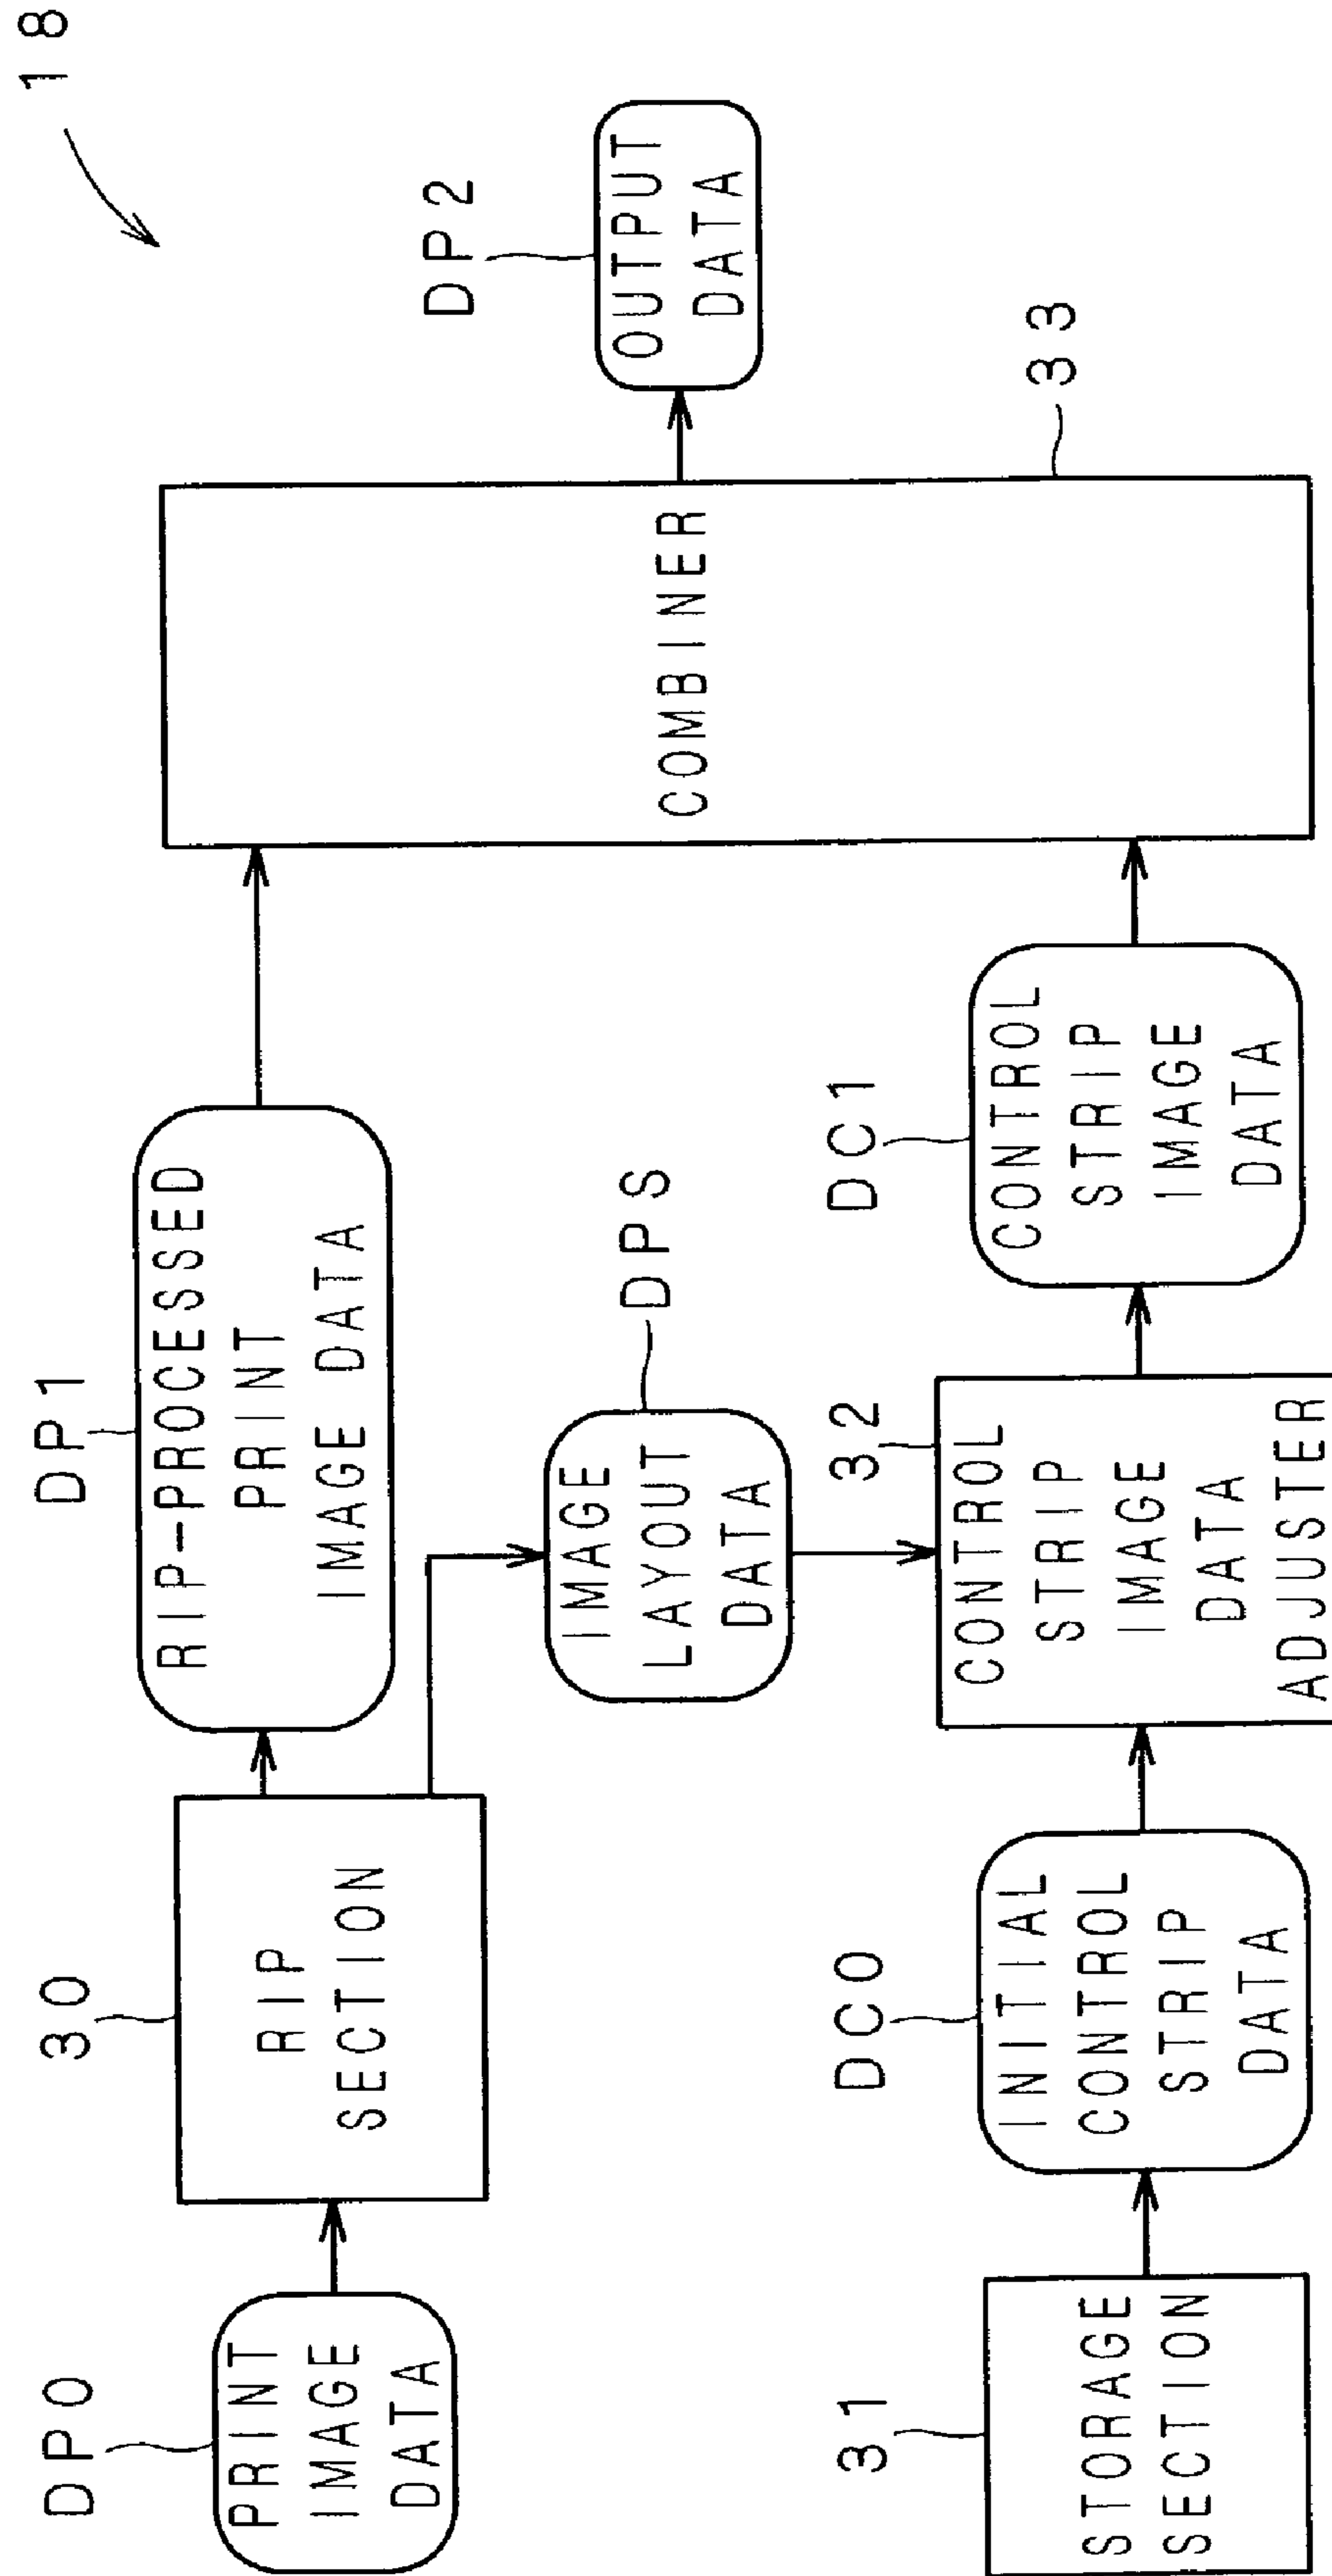 18
DP0
PRINT
IMAGE
DATA
30
RIP
SECTION
DP1
RIP-PROCESSED
PRINT
IMAGE DATA
DPS
IMAGE
LAYOUT
DATA
31
STORAGE
SECTION
DC0
INITIAL
CONTROL
STRIP
DATA
32
CONTROL
STRIP
IMAGE
DATA
ADJUSTER
DC1
CONTROL
STRIP
IMAGE
DATA
COMBINER
33
DP2
OUTPUT
DATA